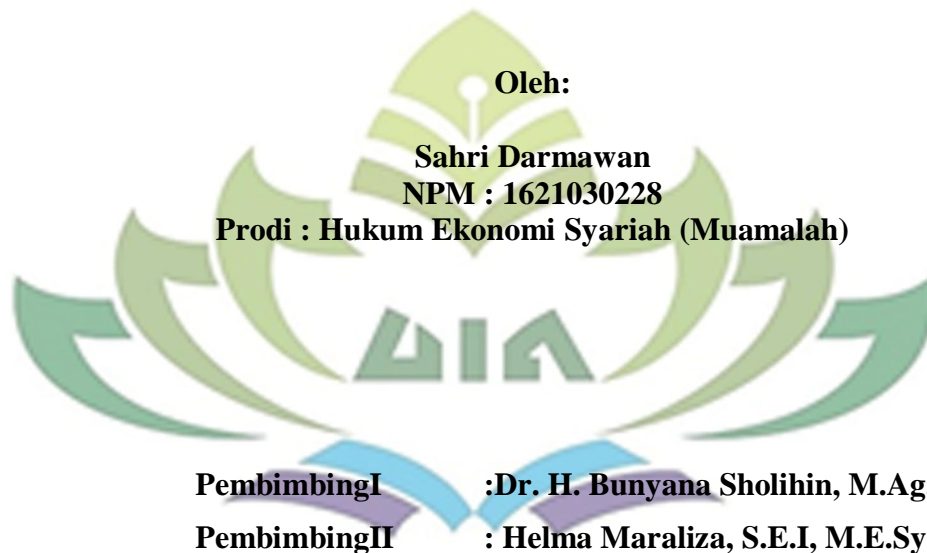 Oleh:
Sahri Darmawan
NPM : 1621030228
Prodi : Hukum Ekonomi Syariah (Muamalah)
UIN
PembimbingI :Dr. H. Bunyana Sholihin, M.Ag
PembimbingII : Helma Maraliza, S.E.I, M.E.Sy